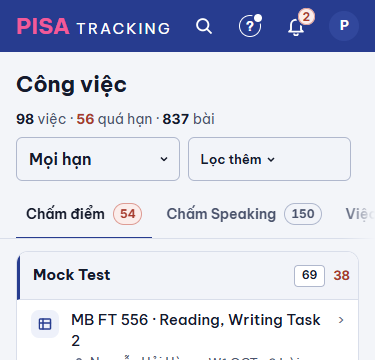 PISA TRACKING
? 2 P
Công việc
98 việc · 56 quá hạn · 837 bài
Mọi hạn
Lọc thêm
Chấm điểm 54 Chấm Speaking 150 Việc
Mock Test 69 38
MB FT 556 · Reading, Writing Task
2